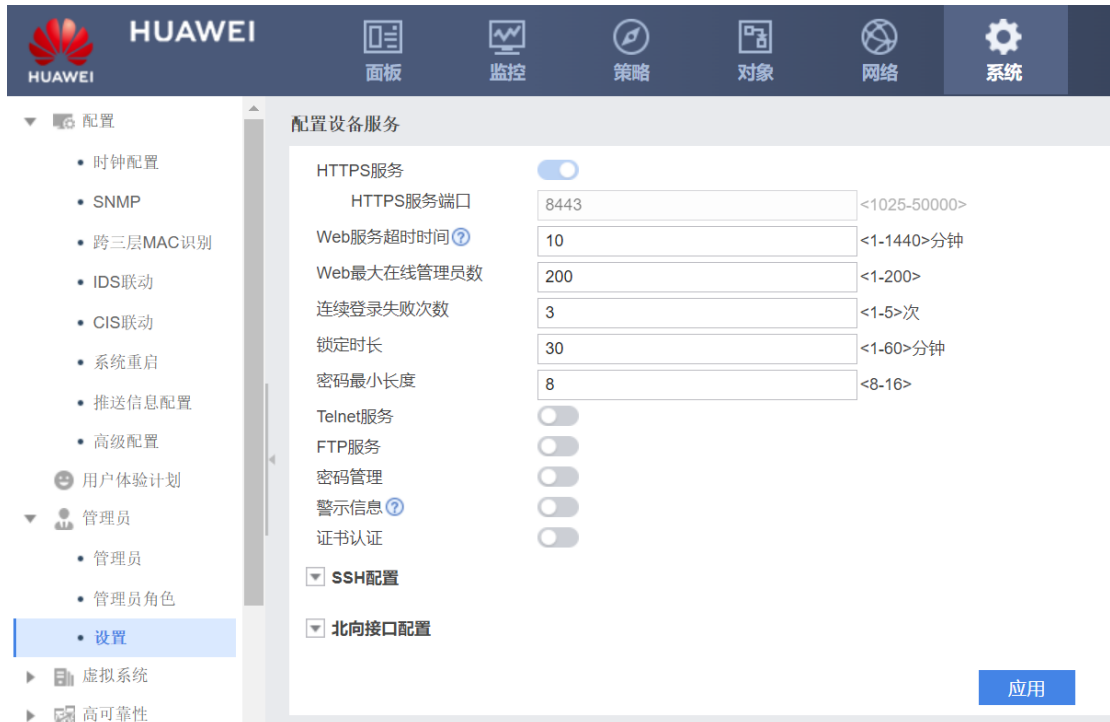 HUAWEI
HUAWEI
面板
监控
策略
对象
网络
系统
配置
时钟配置
SNMP
跨三层MAC识别
IDS联动
CIS联动
系统重启
推送信息配置
高级配置
用户体验计划
管理员
管理员
管理员角色
设置
虚拟系统
高可靠性
配置设备服务
HTTPS服务
HTTPS服务端口 8443 <1025-50000>
Web服务超时时间 ? 10 <1-1440>分钟
Web最大在线管理员数 200 <1-200>
连续登录失败次数 3 <1-5>次
锁定时长 30 <1-60>分钟
密码最小长度 8 <8-16>
Telnet服务
FTP服务
密码管理
警示信息 ?
证书认证
SSH配置
北向接口配置
应用